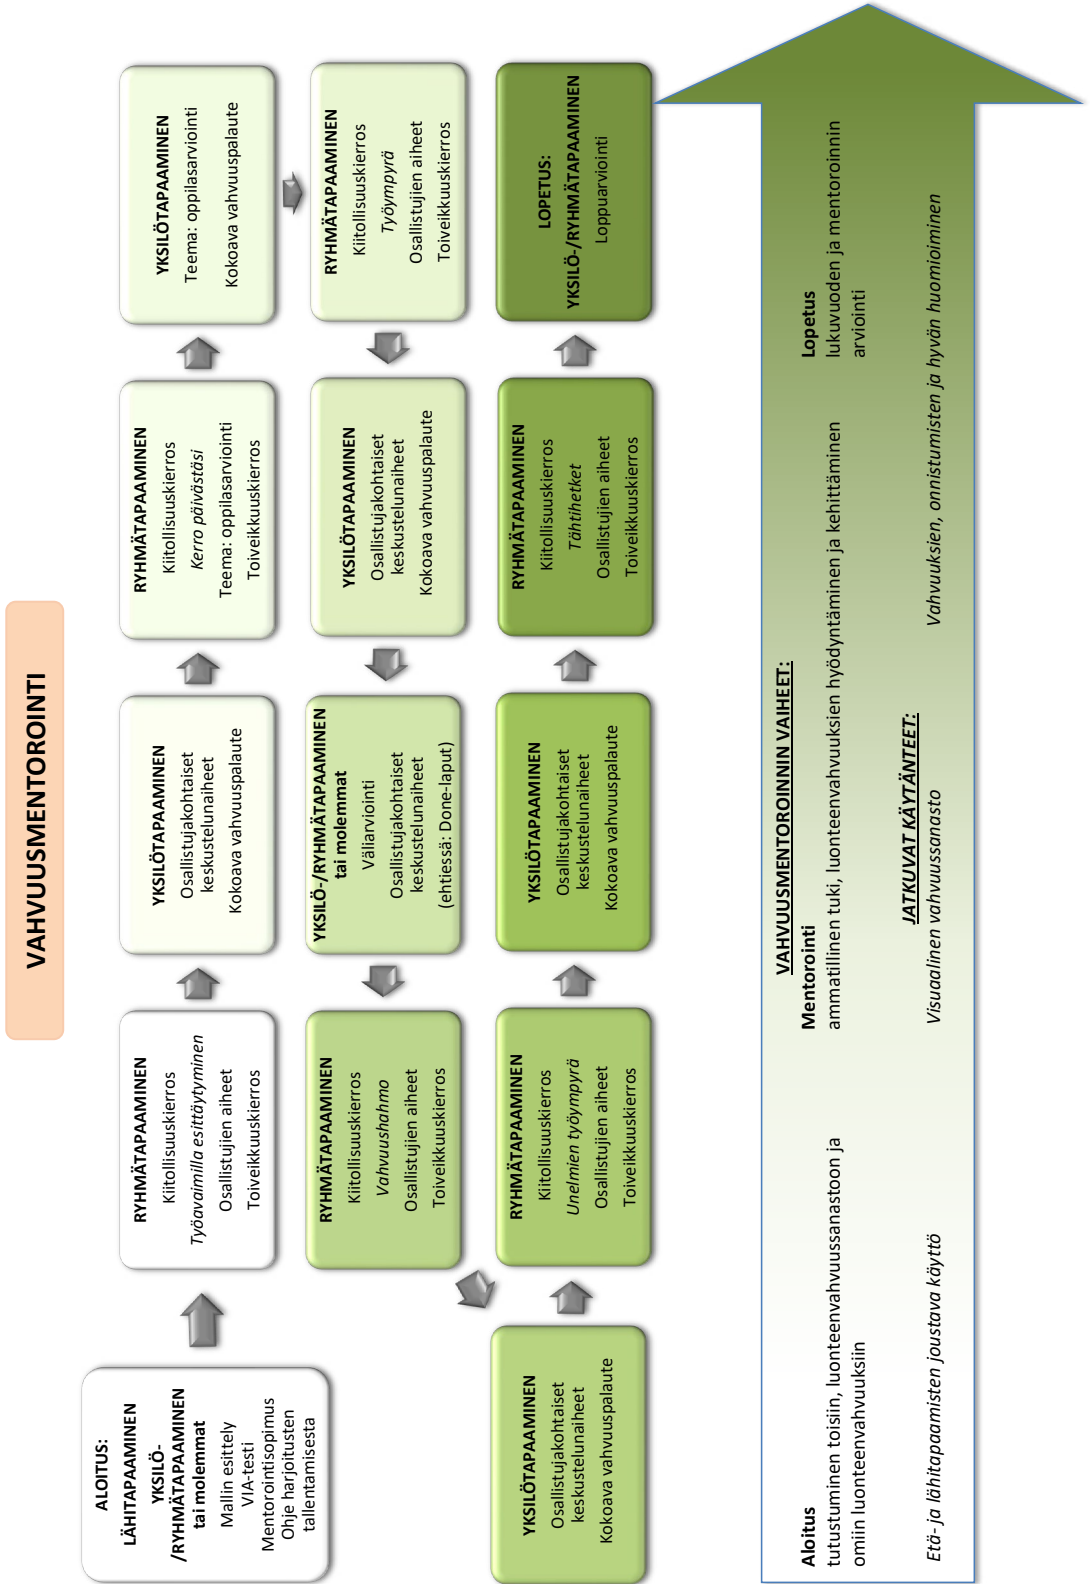 VAHVUUSMENTOROINTI
ALOITUS:
LÄHITAPAAMINEN
YKSILÖ-
/RYHMÄTAPAAMINEN
tai molemmat
Mallin esittely
VIA-testi
Mentorointisopimus
Ohje harjoitusten
tallentamisesta
RYHMÄTAPAAMINEN
Kiitollisuuskierros
Työavaimilla esittäytyminen
Osallistujien aiheet
Toiveikkuuskierros
YKSILÖTAPAAMINEN
Osallistujakohtaiset
keskustelunaiheet
Kokoava vahvuuspalaute
RYHMÄTAPAAMINEN
Kiitollisuuskierros
Kerro päivästäsi
Teema: oppilasarviointi
Toiveikkuuskierros
YKSILÖTAPAAMINEN
Teema: oppilasarviointi
Kokoava vahvuuspalaute
RYHMÄTAPAAMINEN
Kiitollisuuskierros
Työympyrä
Osallistujien aiheet
Toiveikkuuskierros
YKSILÖTAPAAMINEN
Osallistujakohtaiset
keskustelunaiheet
Kokoava vahvuuspalaute
YKSILÖ-/RYHMÄTAPAAMINEN
tai molemmat
Väliarviointi
Osallistujakohtaiset
keskustelunaiheet
(ehtiessä: Done-laput)
RYHMÄTAPAAMINEN
Kiitollisuuskierros
Vahvuushahmo
Osallistujien aiheet
Toiveikkuuskierros
YKSILÖTAPAAMINEN
Osallistujakohtaiset
keskustelunaiheet
Kokoava vahvuuspalaute
RYHMÄTAPAAMINEN
Kiitollisuuskierros
Unelmien työympyrä
Osallistujien aiheet
Toiveikkuuskierros
YKSILÖTAPAAMINEN
Osallistujakohtaiset
keskustelunaiheet
Kokoava vahvuuspalaute
RYHMÄTAPAAMINEN
Kiitollisuuskierros
Tähtihetket
Osallistujien aiheet
Toiveikkuuskierros
LOPETUS:
YKSILÖ-/RYHMÄTAPAAMINEN
Loppuarviointi
VAHVUUSMENTOROINNIN VAIHEET:
Aloitus
tutustuminen toisiin, luonteenvahvuussanastoon ja
omiin luonteenvahvuuksiin
Mentorointi
ammatillinen tuki, luonteenvahvuuksien hyödyntäminen ja kehittäminen
Lopetus
lukuvuoden ja mentoroinnin
arviointi
JATKUVAT KÄYTÄNTEET:
Etä- ja lähitapaamisten joustava käyttö
Visuaalinen vahvuussanasto
Vahvuuksien, onnistumisten ja hyvän huomioiminen